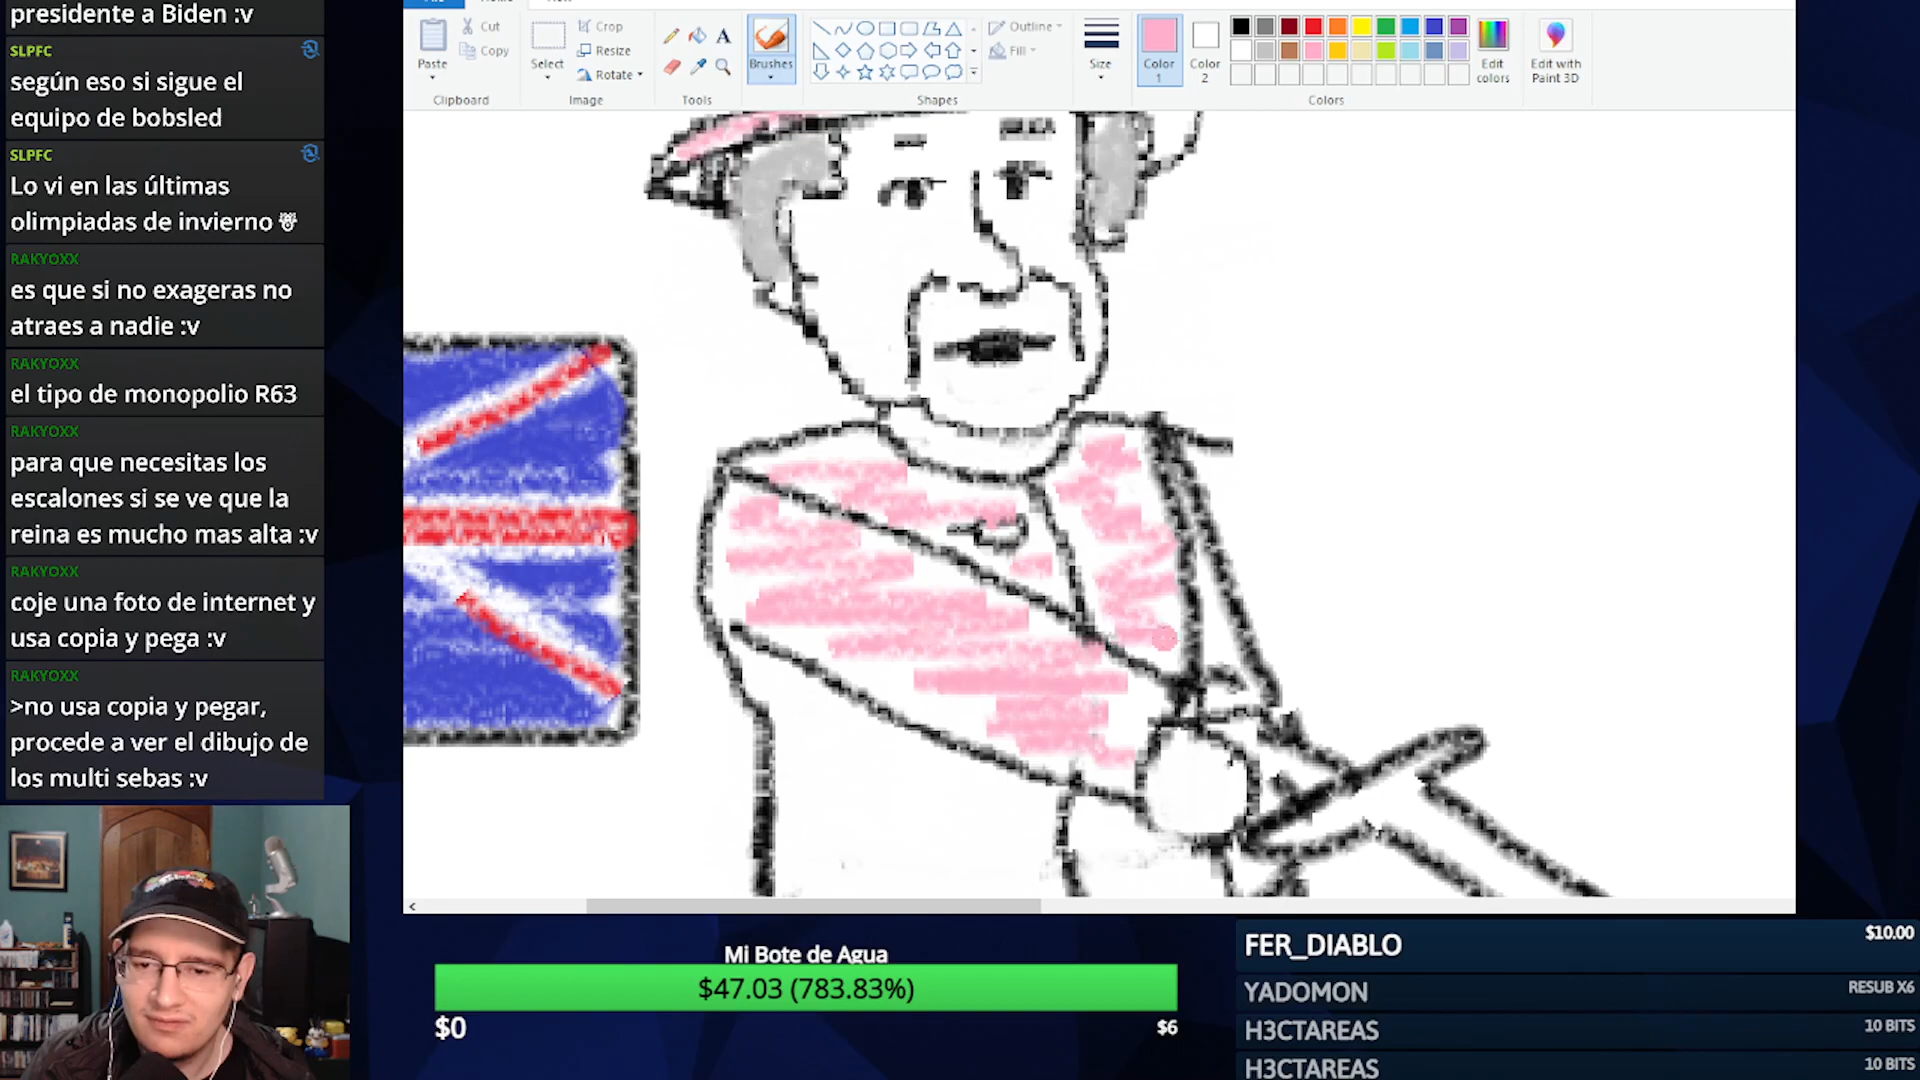 presidente a Biden :v
SLPFC
según eso si sigue el
equipo de bobsled
SLPFC
Lo vi en las últimas
olimpiadas de invierno
RAKYOXX
es que si no exageras no
atraes a nadie :v
RAKYOXX
el tipo de monopolio R63
RAKYOXX
para que necesitas los
escalones si se ve que la
reina es mucho mas alta :v
RAKYOXX
coje una foto de internet y
usa copia y pega :v
RAKYOXX
>no usa copia y pegar,
procede a ver el dibujo de
los multi sebas :v
Paste
Cut
Copy
Clipboard
Select
Crop
Resize
Rotate
Image
A
Tools
Brushes
Outline
Fill
Shapes
Size
Color
1
Color
2
Edit
colors
Edit with
Paint 3D
Colors
Mi Bote de Agua
$47.03 (783.83%)
$0
$6
FER_DIABLO
$10.00
YADOMON
RESUB X6
H3CTAREAS
10 BITS
H3CTAREAS
10 BITS